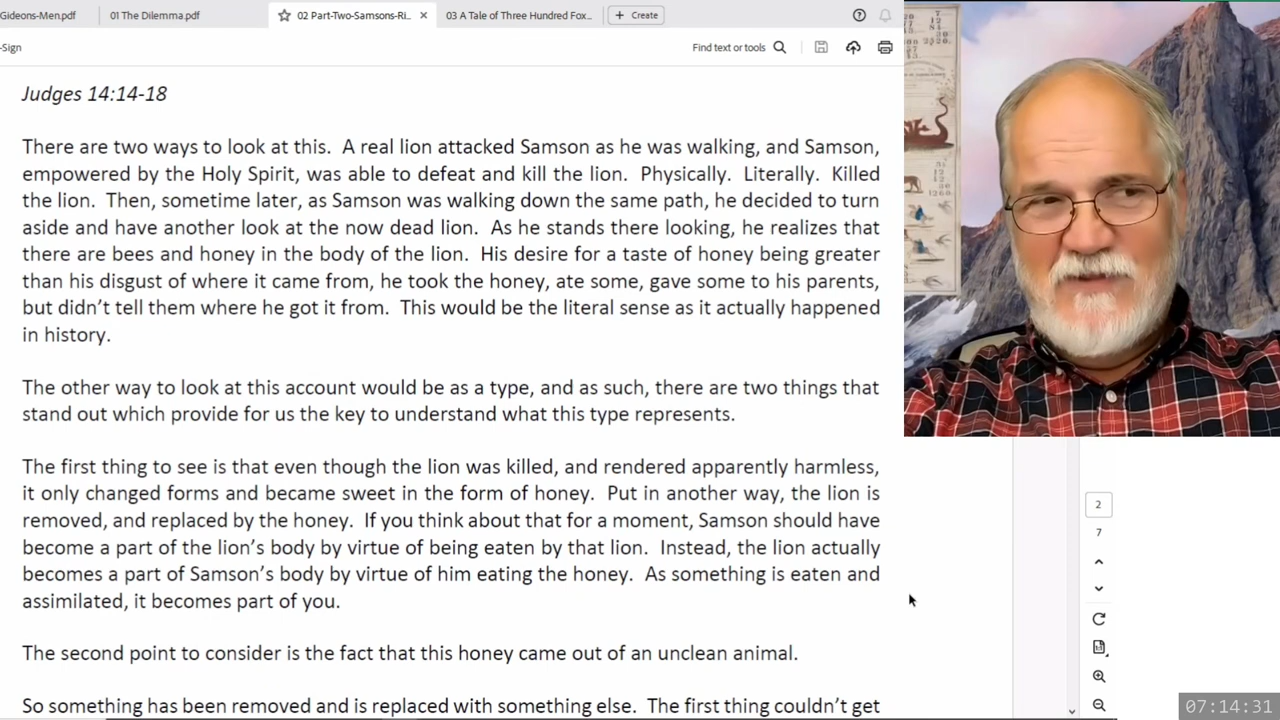 Gideons-Men.pdf
01 The Dilemma.pdf
02 Part-Two-Samsons-Ri...
03 A Tale of Three Hundred Fox...
Create
-Sign
Find text or tools
Judges 14:14-18
There are two ways to look at this. A real lion attacked Samson as he was walking, and Samson,
empowered by the Holy Spirit, was able to defeat and kill the lion. Physically. Literally. Killed
the lion. Then, sometime later, as Samson was walking down the same path, he decided to turn
aside and have another look at the now dead lion. As he stands there looking, he realizes that
there are bees and honey in the body of the lion. His desire for a taste of honey being greater
than his disgust of where it came from, he took the honey, ate some, gave some to his parents,
but didn't tell them where he got it from. This would be the literal sense as it actually happened
in history.
The other way to look at this account would be as a type, and as such, there are two things that
stand out which provide for us the key to understand what this type represents.
The first thing to see is that even though the lion was killed, and rendered apparently harmless,
it only changed forms and became sweet in the form of honey. Put in another way, the lion is
removed, and replaced by the honey. If you think about that for a moment, Samson should have
become a part of the lion's body by virtue of being eaten by that lion. Instead, the lion actually
becomes a part of Samson's body by virtue of him eating the honey. As something is eaten and
assimilated, it becomes part of you.
The second point to consider is the fact that this honey came out of an unclean animal.
So something has been removed and is replaced with something else. The first thing couldn't get
2
7
07:14:31